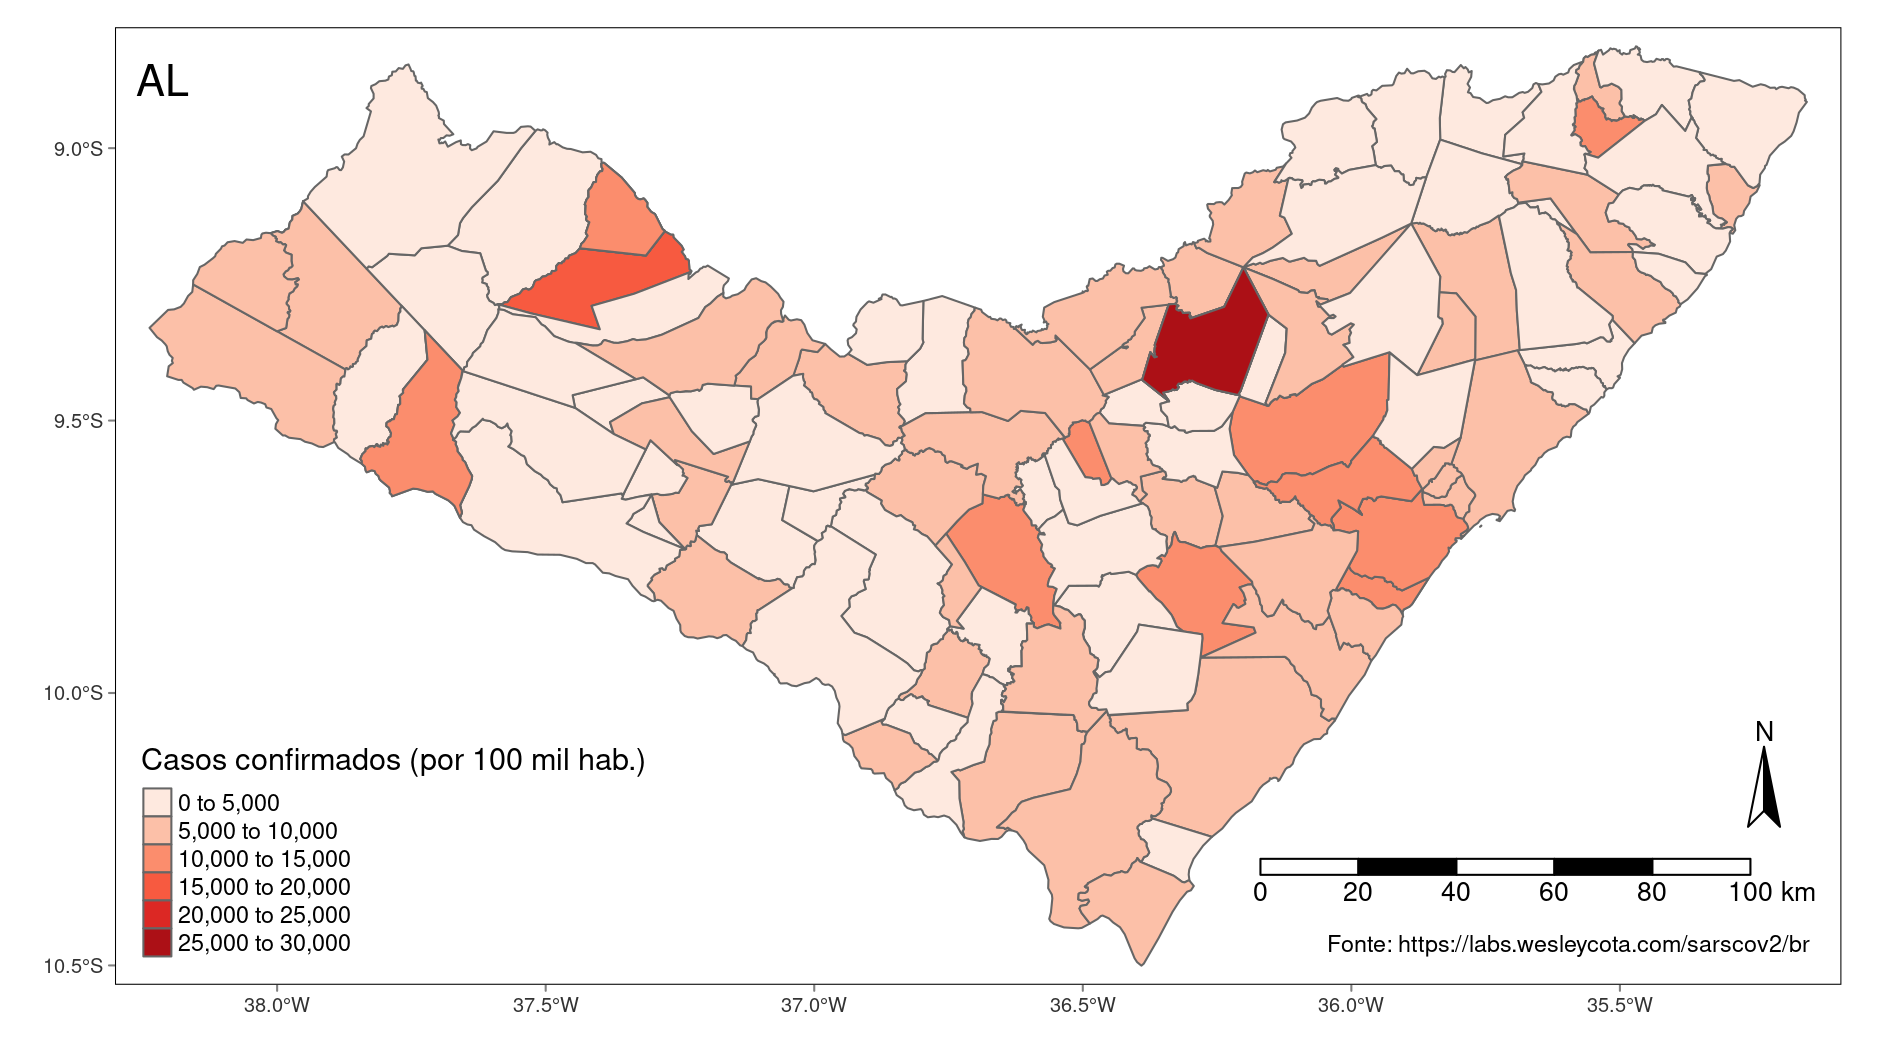 AL
9.0°S
9.5°S
10.0°S
10.5°S
Casos confirmados (por 100 mil hab.)
0 to 5,000
5,000 to 10,000
10,000 to 15,000
15,000 to 20,000
20,000 to 25,000
25,000 to 30,000
N
0 20 40 60 80 100 km
Fonte: https://labs.wesleycota.com/sarscov2/br
38.0°W 37.5°W 37.0°W 36.5°W 36.0°W 35.5°W